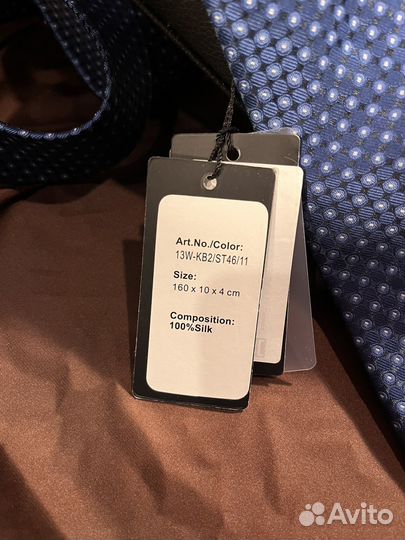 Art.No./Color:
13W-KB2/ST46/11
Size:
160 x 10 x 4 cm
Composition:
100%Silk
Avito